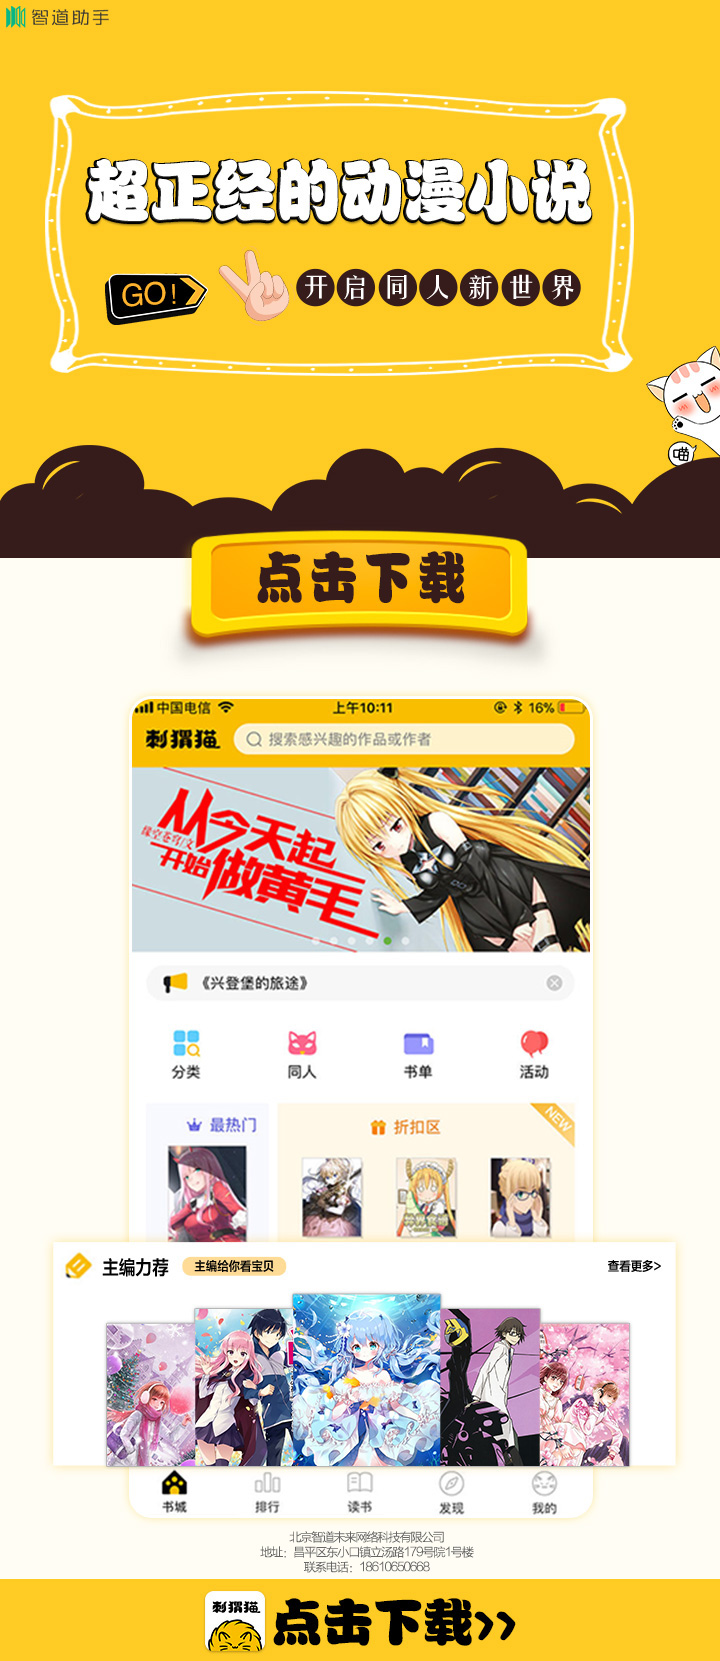 智道助手
超正经的动漫小说
GO!
开启同人新世界
喵
点击下载
中国电信 上午10:11 16%
刺猬猫 搜索感兴趣的作品或作者
从今天起
缘空苍穹/文
开始做黄毛
《兴登堡的旅途》
分类 同人 书单 活动
最热门 折扣区 NEW
主编力荐 主编给你看宝贝 查看更多>
书城 排行 读书 发现 我的
北京智道未来网络科技有限公司
地址：昌平区东小口镇立汤路179号院1号楼
联系电话：18610650668
刺猬猫
点击下载>>